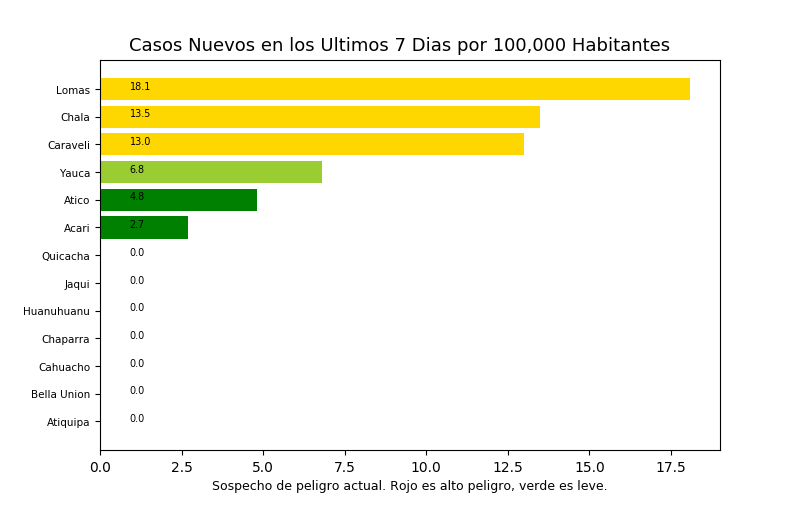 Casos Nuevos en los Ultimos 7 Dias por 100,000 Habitantes
Lomas 18.1
Chala 13.5
Caraveli 13.0
Yauca 6.8
Atico 4.8
Acari 2.7
Quicacha 0.0
Jaqui 0.0
Huanuhuanu 0.0
Chaparra 0.0
Cahuacho 0.0
Bella Union 0.0
Atiquipa 0.0
0.0 2.5 5.0 7.5 10.0 12.5 15.0 17.5
Sospecho de peligro actual. Rojo es alto peligro, verde es leve.